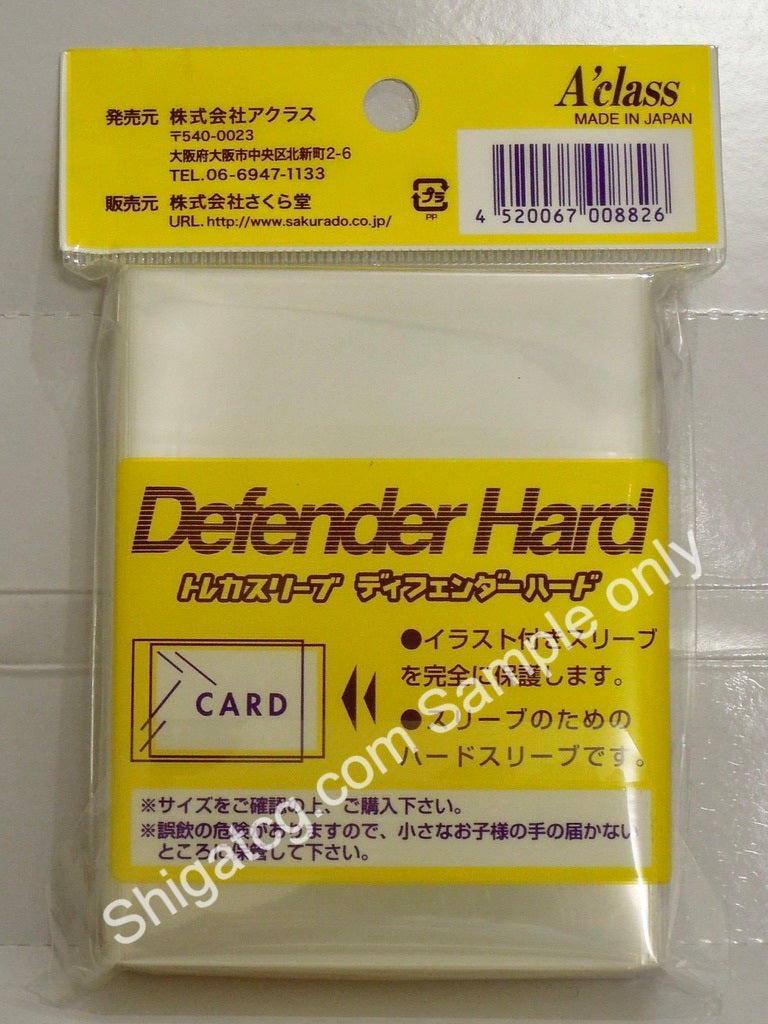 A'class
MADE IN JAPAN
発売元 株式会社アクラス
〒540-0023
大阪府大阪市中央区北新町2-6
TEL.06-6947-1133
販売元 株式会社さくら堂
URL.http://www.sakurado.co.jp/
プラ
PP
4 520067 008826
Defender Hard
トレカスリーブ ディフェンダーハード
CARD
●イラスト付きスリーブ
を完全に保護します。
●スリーブのための
ハードスリーブです。
※サイズをご確認の上、ご購入下さい。
※誤飲の危険がありますので、小さなお子様の手の届かない
ところに保管して下さい。
Shigatcg.com Sample only